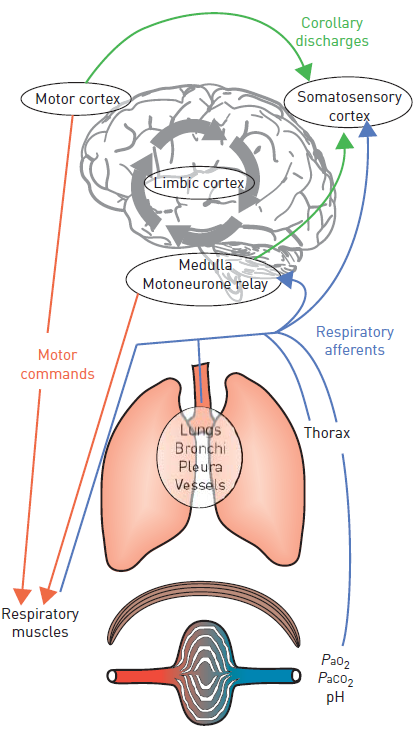 Corollary
discharges
Motor cortex
Somatosensory
cortex
Limbic cortex
Medulla
Motoneurone relay
Respiratory
afferents
Motor
commands
Lungs
Bronchi
Pleura
Vessels
Thorax
Respiratory
muscles
PaO2
PaCO2
pH